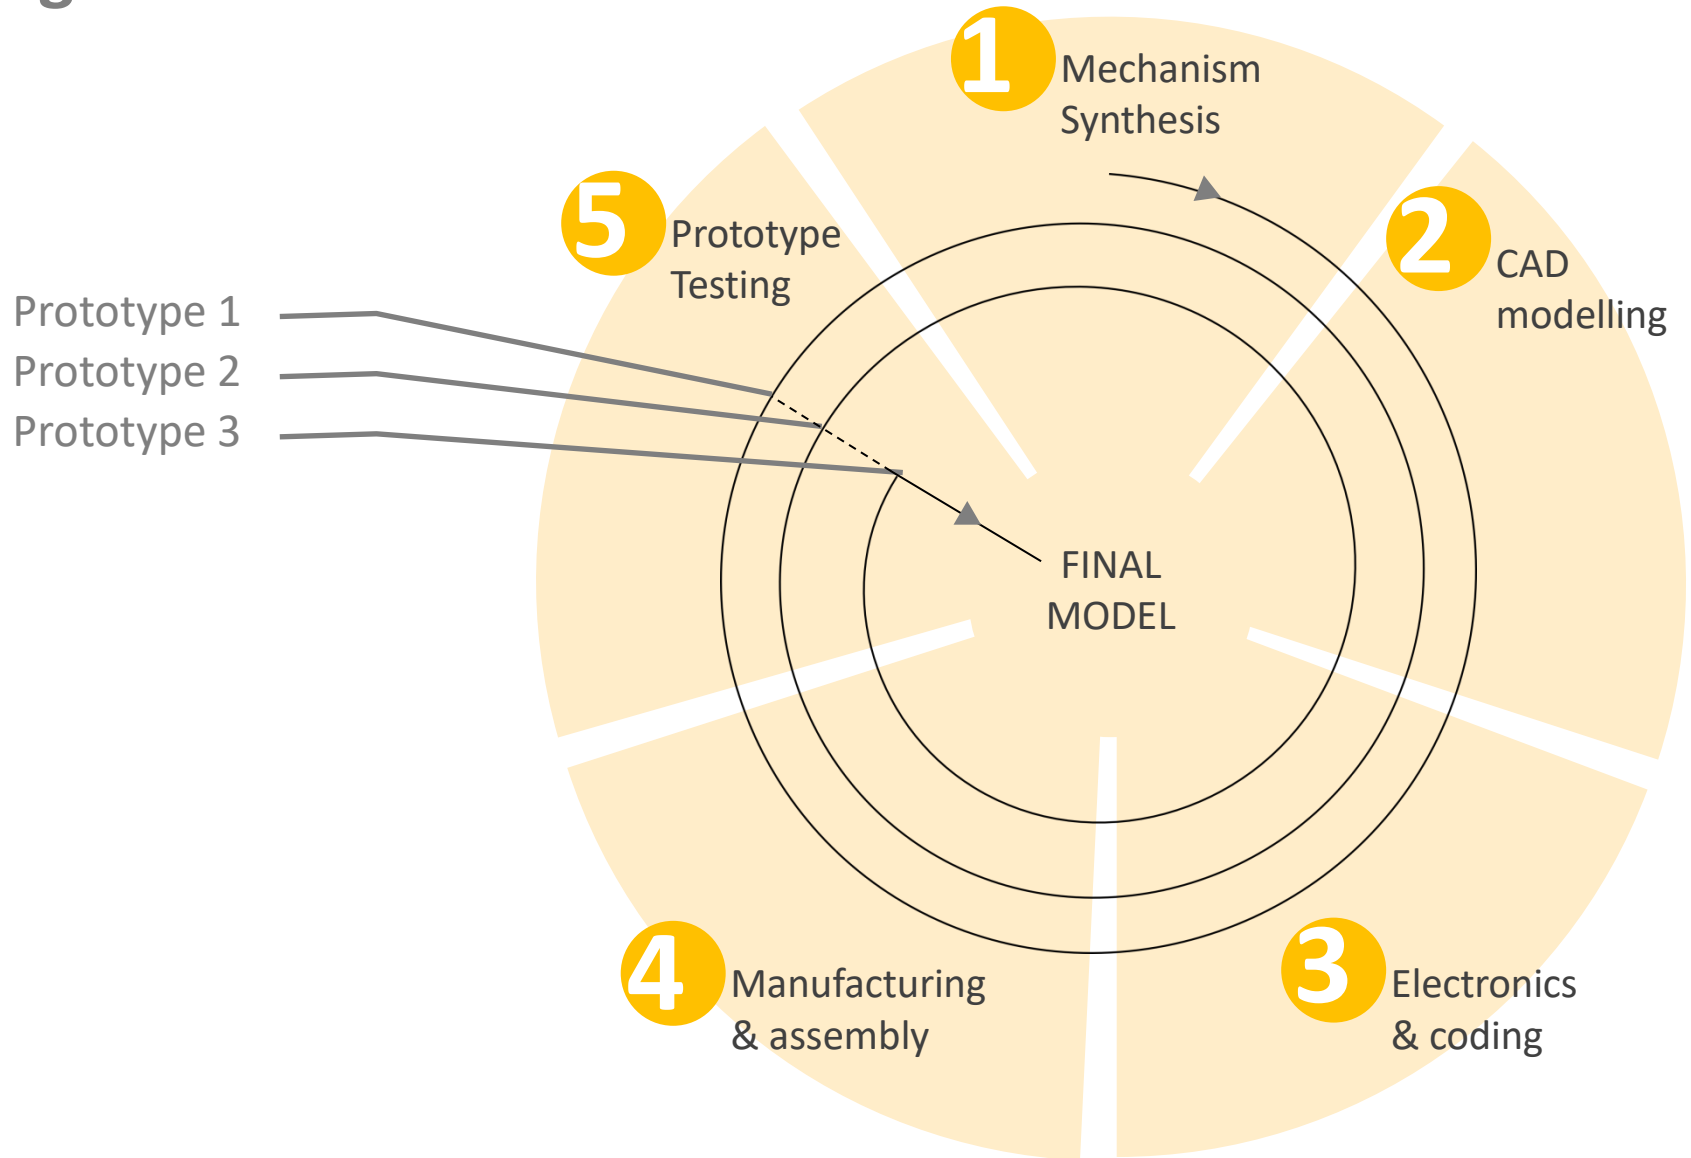 1
Mechanism
Synthesis
2
CAD
modelling
3
Electronics
& coding
4
Manufacturing
& assembly
5
Prototype
Testing
Prototype 1
Prototype 2
Prototype 3
FINAL
MODEL